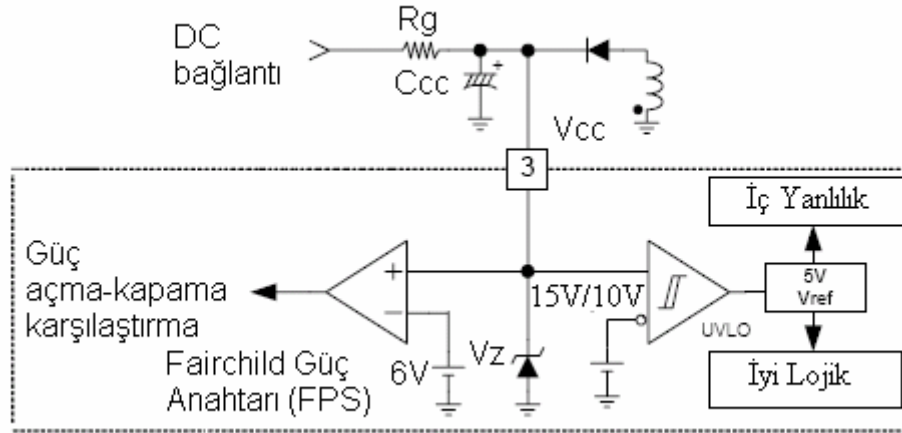 DC
bağlantı
Rg
Ccc
+
Vcc
3
İç Yanlılık
Güç
açma-kapama
karşılaştırma
+
−
15V/10V
5V
Vref
UVLO
6V
Vz
Fairchild Güç
Anahtarı (FPS)
İyi Lojik